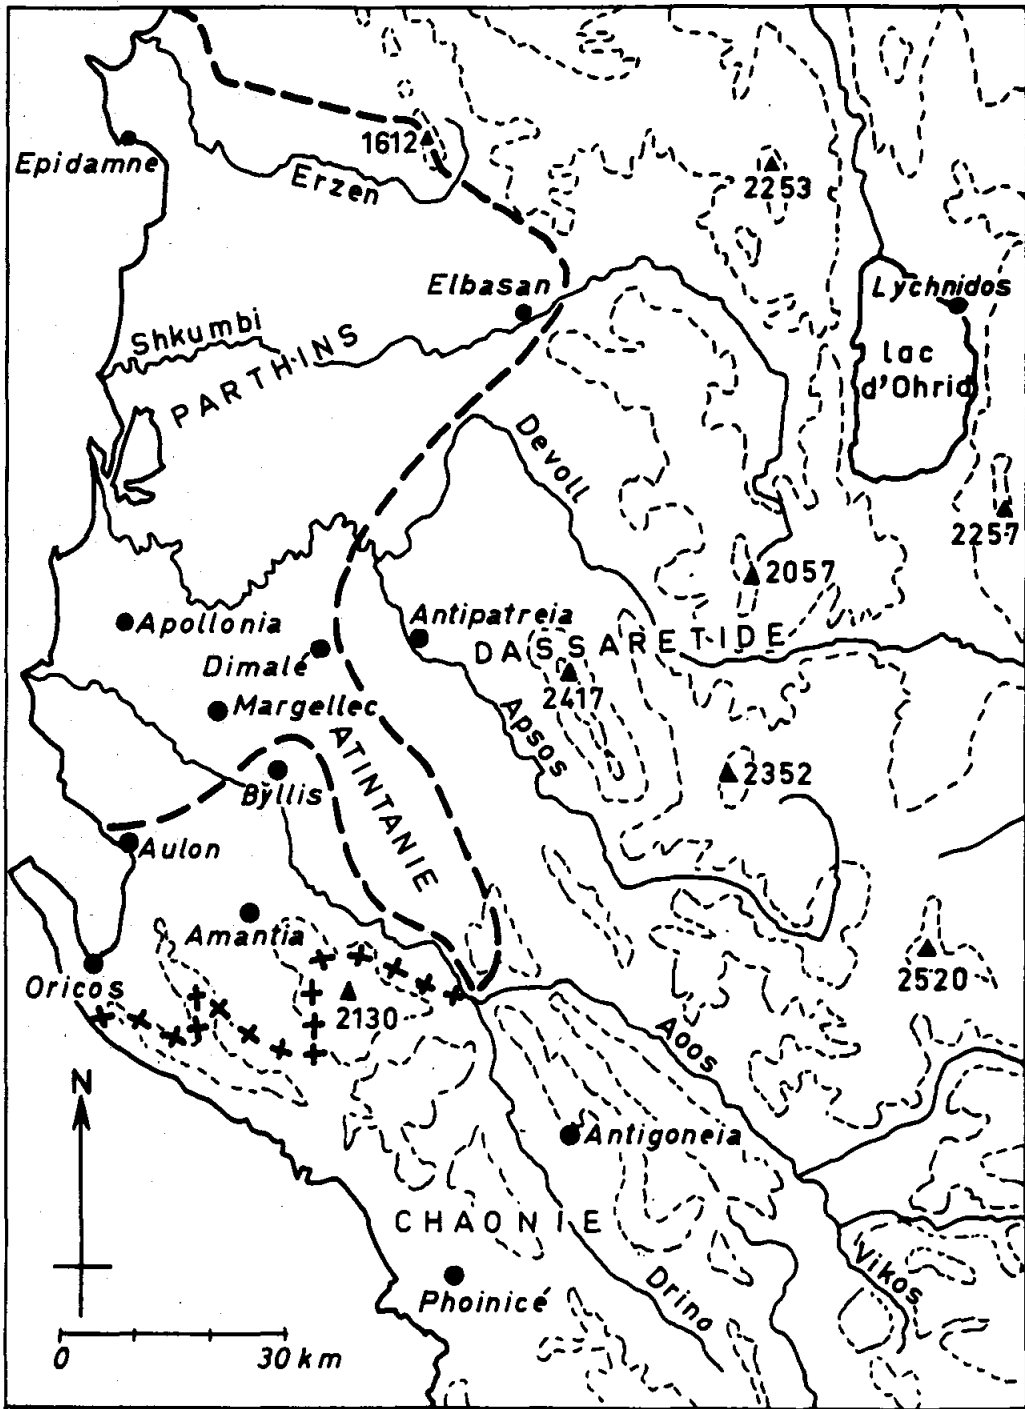 1612
Epidamne
Erzen
2253
Elbasan
Lychnidos
Shkumbi
PARTHINS
lac
d'Ohrid
Devoll
2257
2057
Apollonia
Antipatreia
Dimale
DASSARETIDE
2417
Margellec
Apsos
ATINTANIE
2352
Byllis
Aulon
Amantia
Oricos
2130
2520
Aoos
N
Antigoneia
CHAONIE
Vikos
Drino
Phoinicé
0 30 km